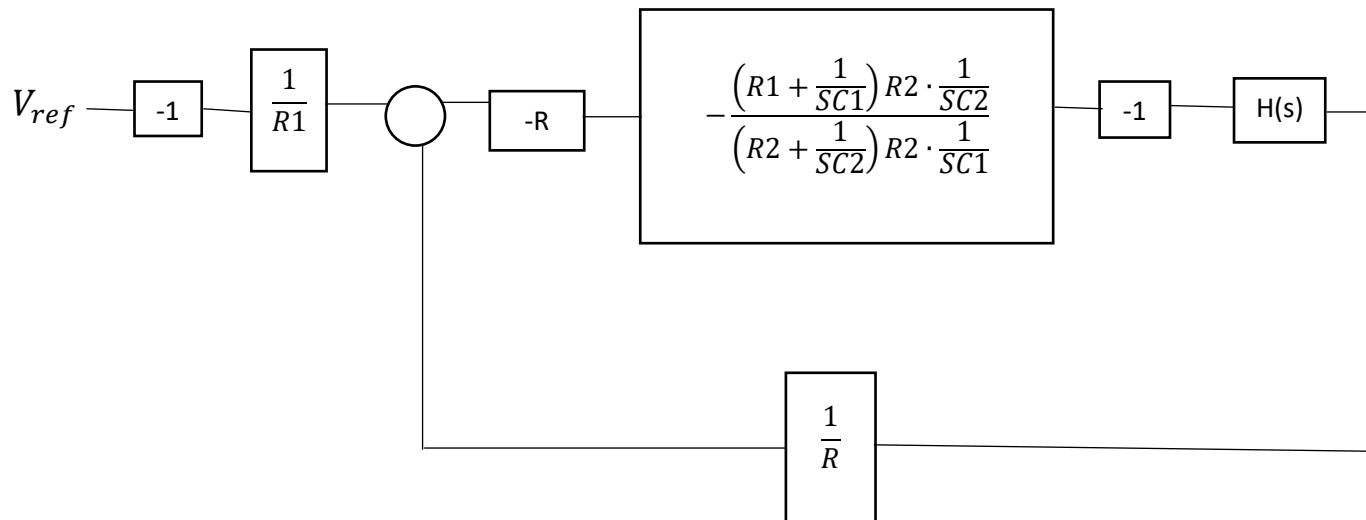 V_ref
-1
1/R1
-R
-((R1 + 1/SC1) R2 · 1/SC2)/((R2 + 1/SC2) R2 · 1/SC1)
-1
H(s)
1/R